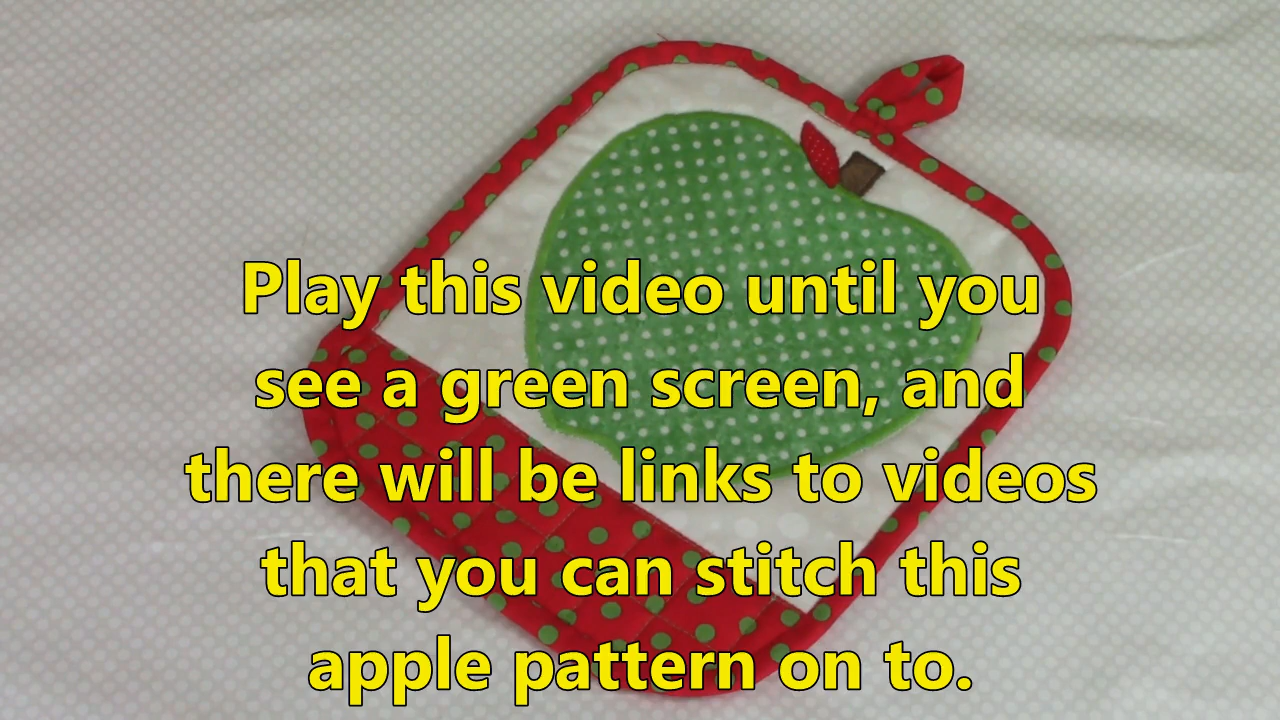 Play this video until you
see a green screen, and
there will be links to videos
that you can stitch this
apple pattern on to.